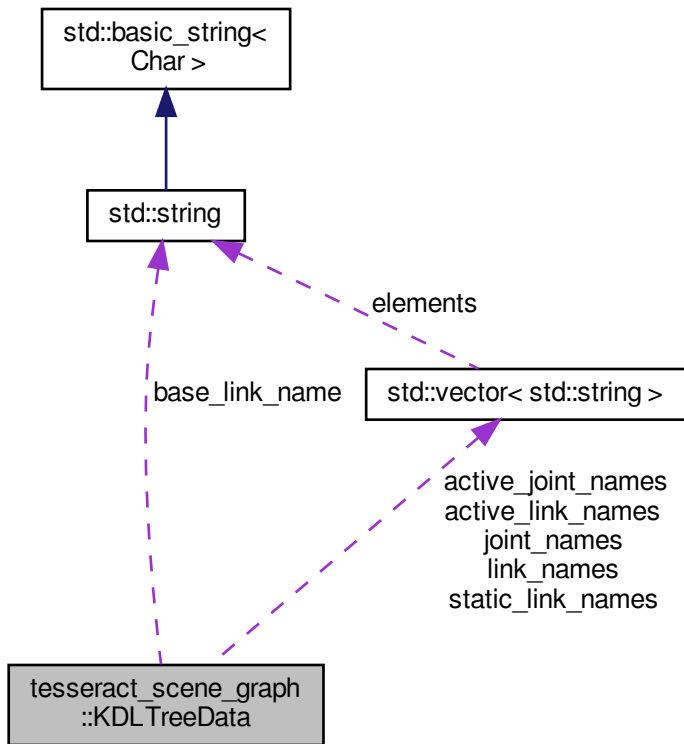 std::basic_string<
Char >
std::string
elements
std::vector< std::string >
base_link_name
active_joint_names
active_link_names
joint_names
link_names
static_link_names
tesseract_scene_graph
::KDLTreeData